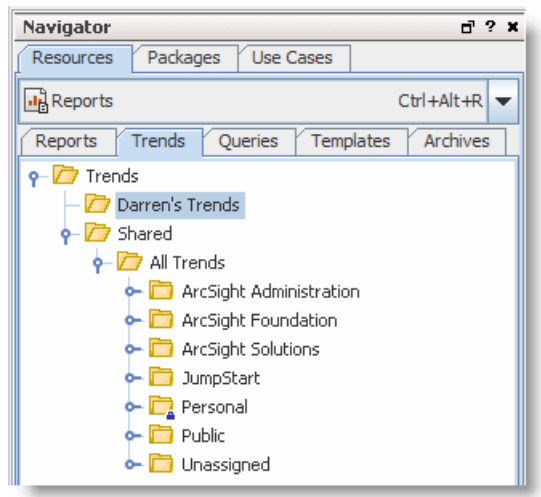 Navigator ?
Resources Packages Use Cases
Reports Ctrl+Alt+R
Reports Trends Queries Templates Archives
Trends
Darren's Trends
Shared
All Trends
ArcSight Administration
ArcSight Foundation
ArcSight Solutions
JumpStart
Personal
Public
Unassigned